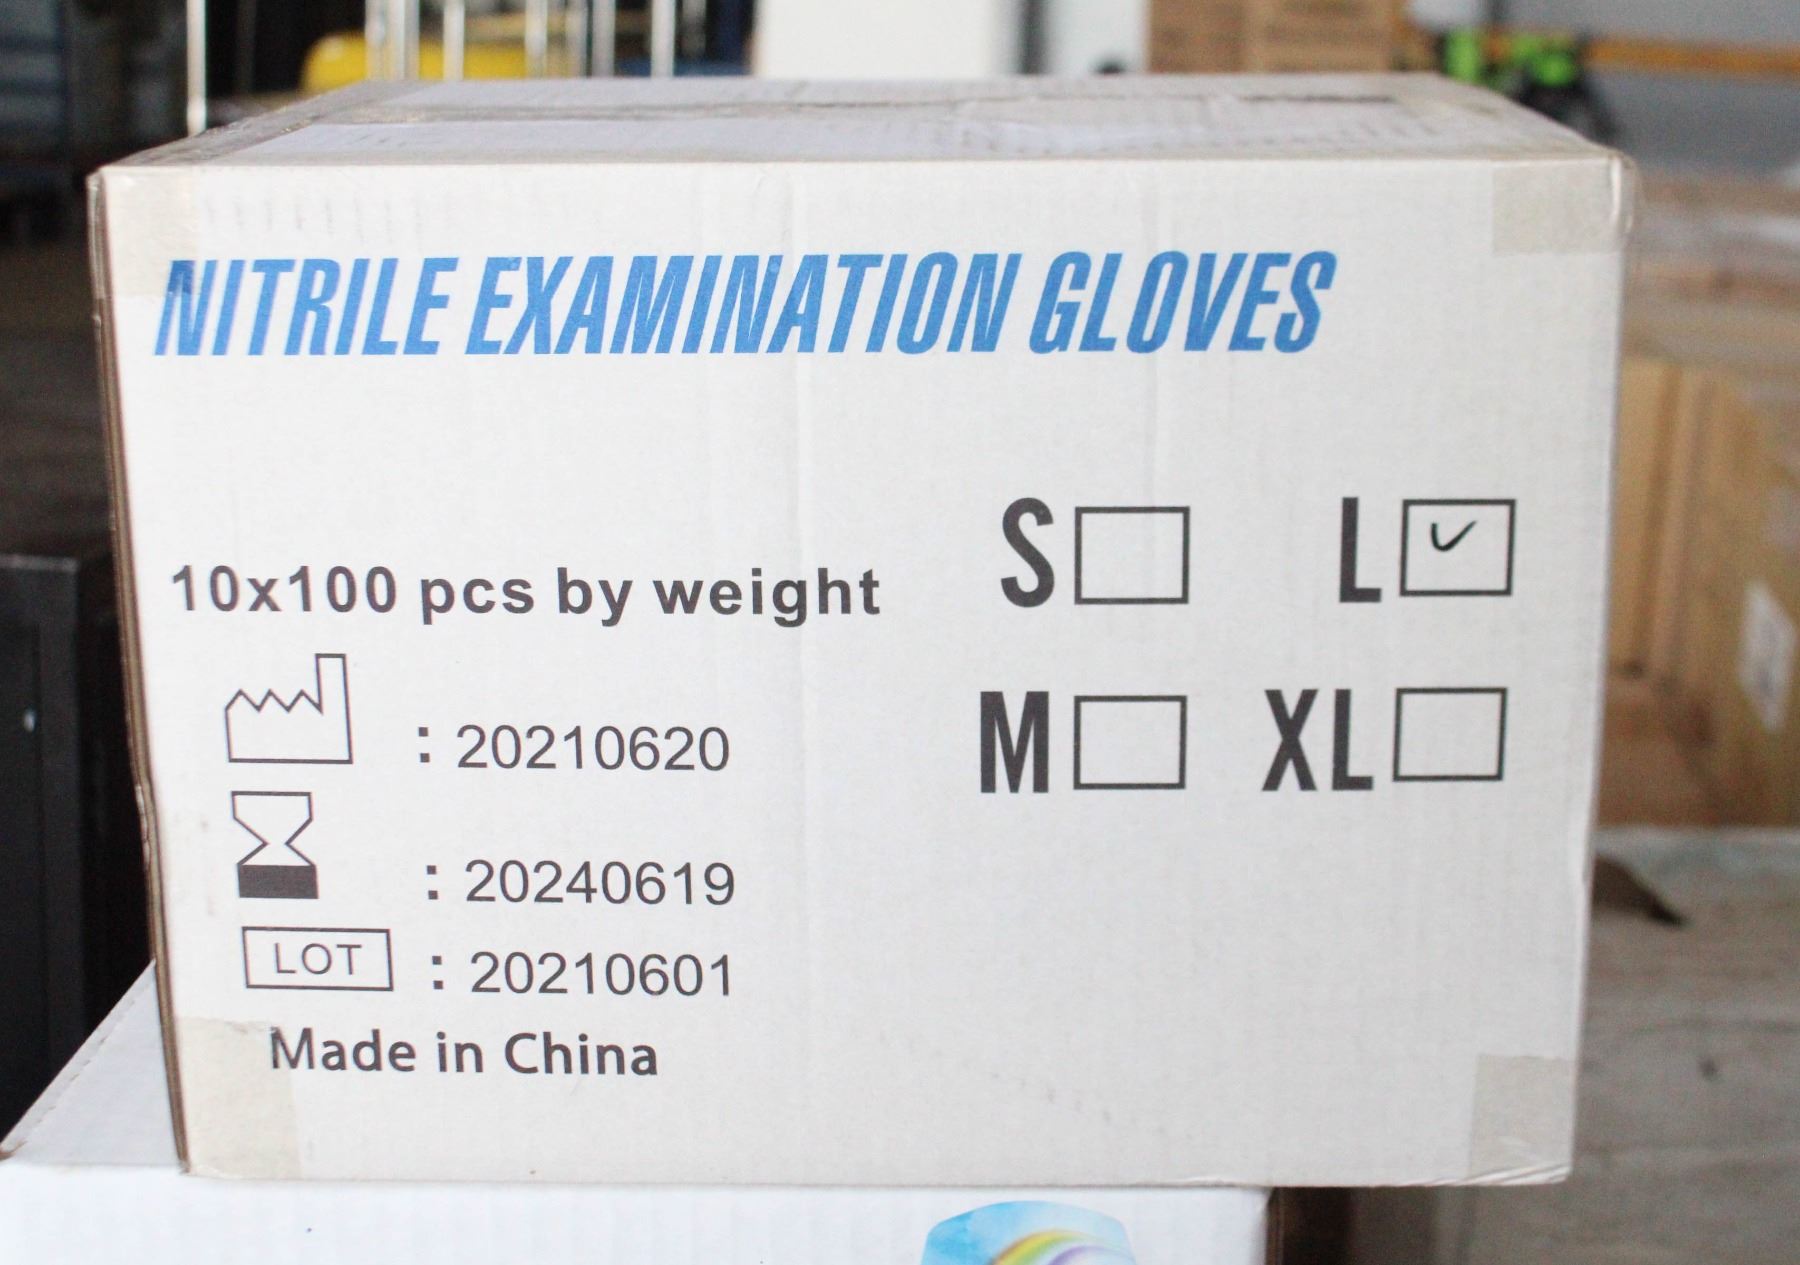 NITRILE EXAMINATION GLOVES
10x100 pcs by weight
: 20210620
: 20240619
LOT : 20210601
Made in China
S L
M XL